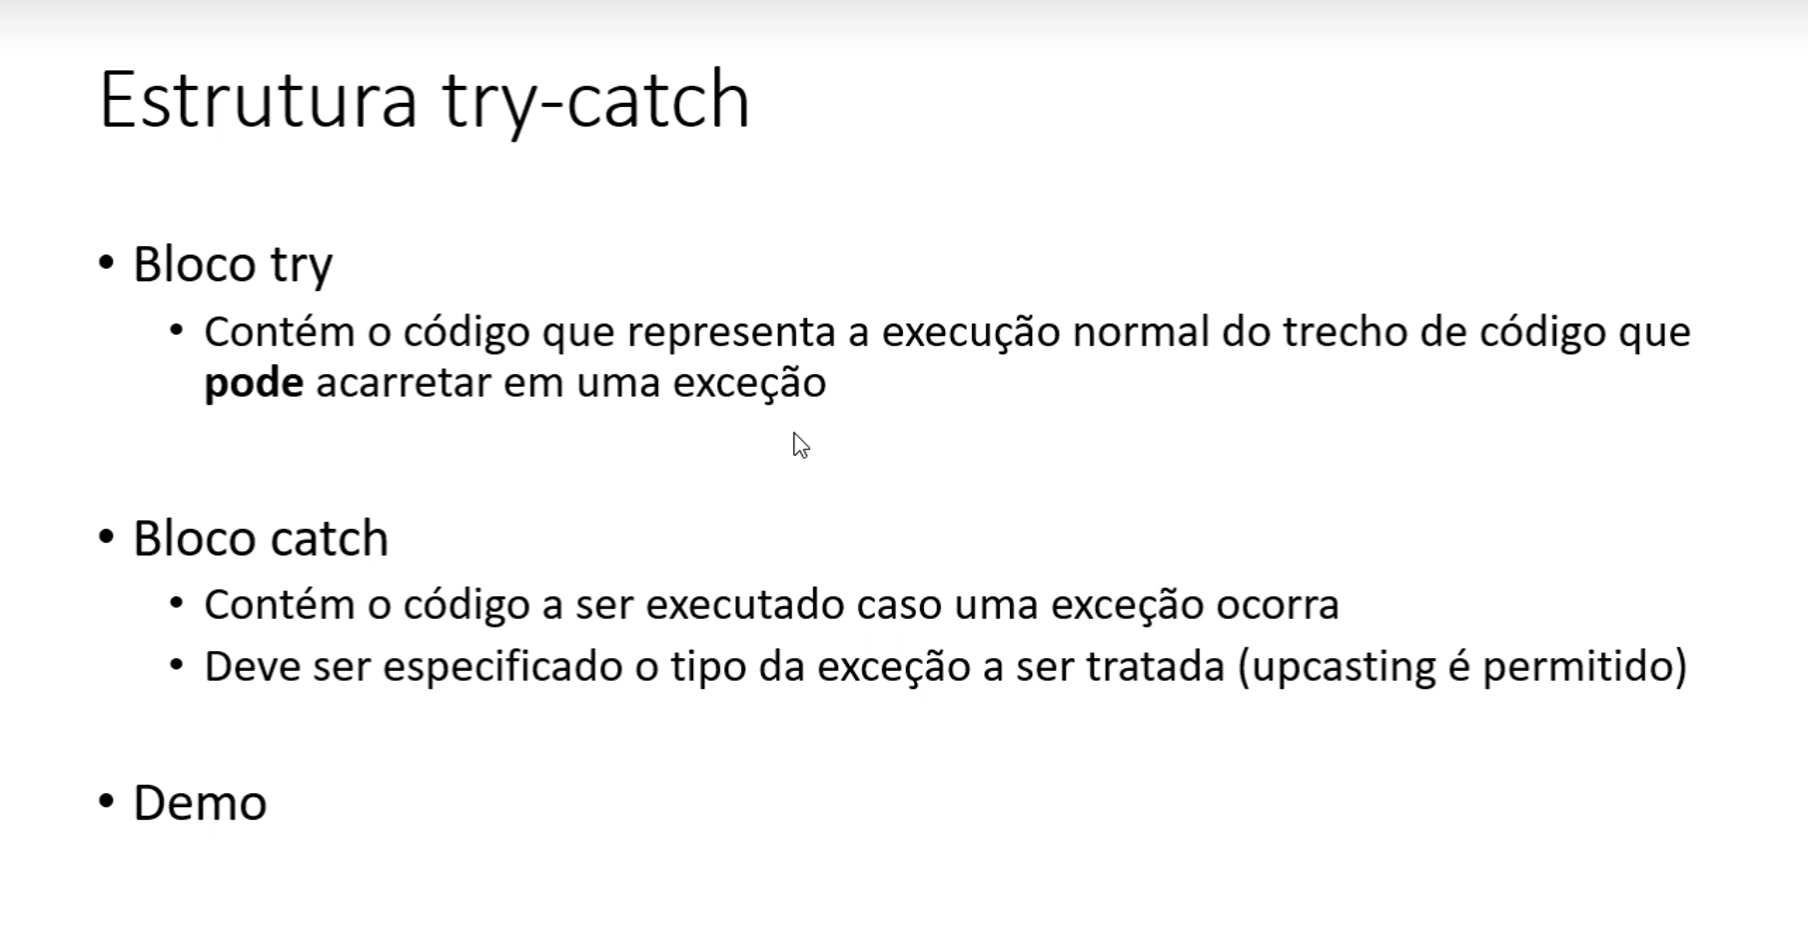 Estrutura try-catch
• Bloco try
• Contém o código que representa a execução normal do trecho de código que
pode acarretar em uma exceção
• Bloco catch
• Contém o código a ser executado caso uma exceção ocorra
• Deve ser especificado o tipo da exceção a ser tratada (upcasting é permitido)
• Demo